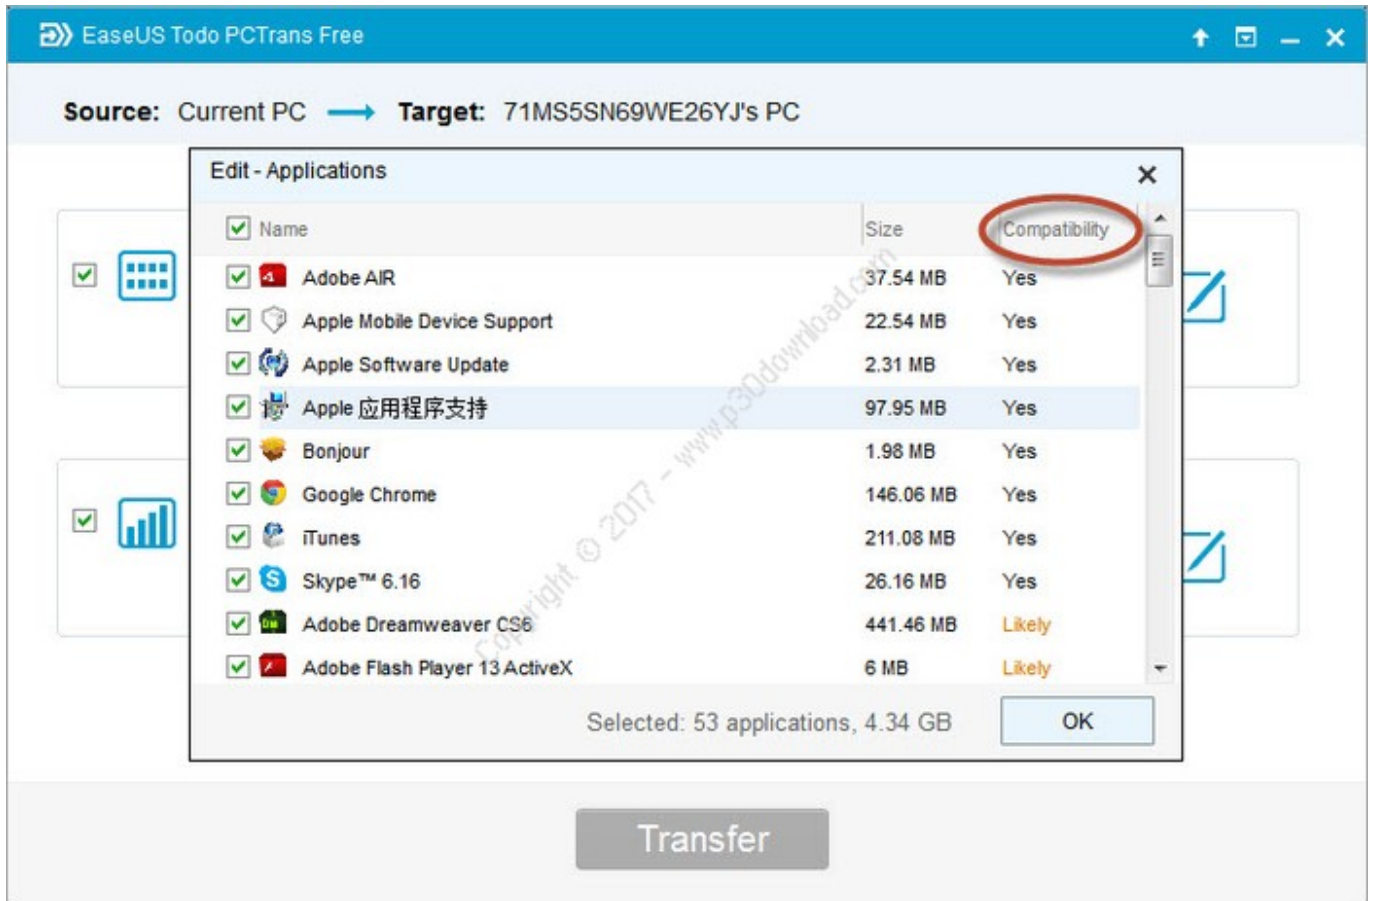 EaseUS Todo PCTrans Free
Source: Current PC Target: 71MS5SN69WE26YJ's PC
Edit - Applications
Name Size Compatibility
Adobe AIR 37.54 MB Yes
Apple Mobile Device Support 22.54 MB Yes
Apple Software Update 2.31 MB Yes
Apple 应用程序支持 97.95 MB Yes
Bonjour 1.98 MB Yes
Google Chrome 146.06 MB Yes
iTunes 211.08 MB Yes
Skype™ 6.16 26.16 MB Yes
Adobe Dreamweaver CS6 441.46 MB Likely
Adobe Flash Player 13 ActiveX 6 MB Likely
Copyright © 2017 - www.p30download.com
Selected: 53 applications, 4.34 GB OK
Transfer